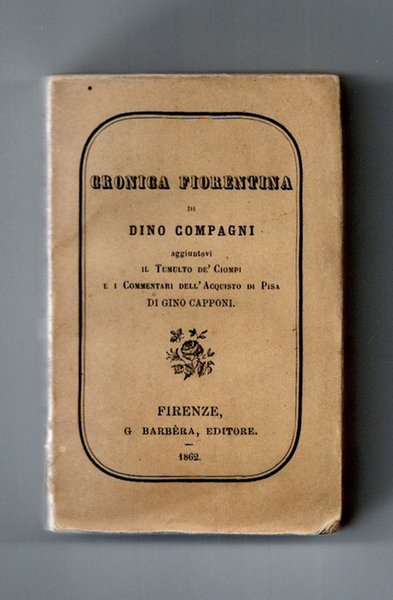 CRONICA FIORENTINA
DI
DINO COMPAGNI
aggiuntovi
IL TUMULTO DE' CIOMPI
E I COMMENTARI DELL'ACQUISTO DI PISA
DI GINO CAPPONI.
FIRENZE,
G BARBÈRA, EDITORE.
1862.